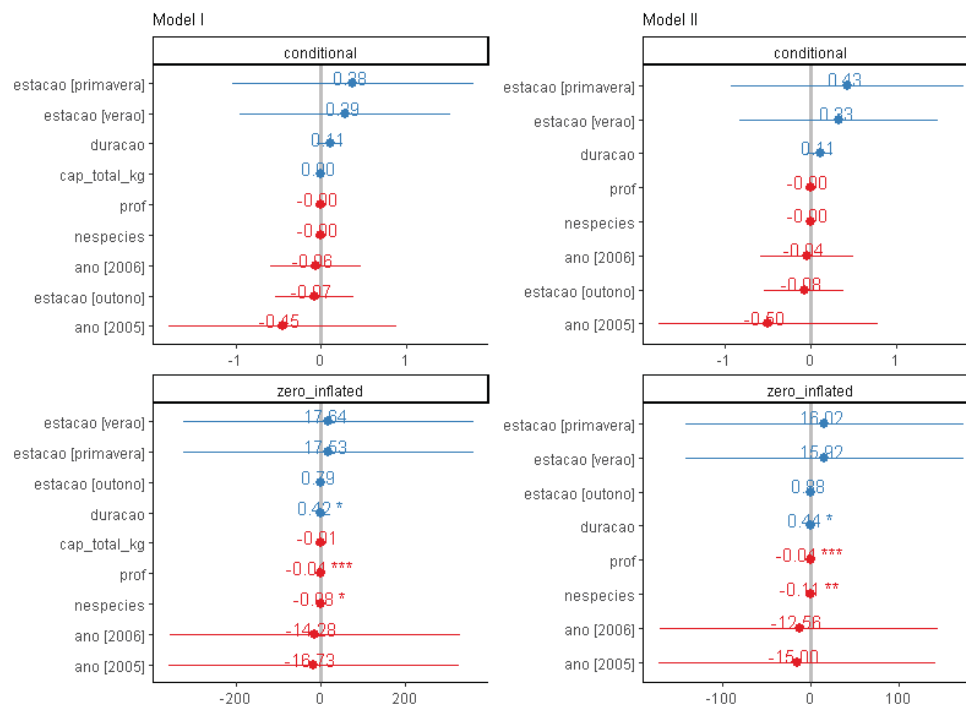 Model I
conditional
estacao [primavera] 0.38
estacao [verao] 0.29
duracao 0.11
cap_total_kg 0.00
prof -0.00
nespecies -0.00
ano [2006] -0.06
estacao [outono] -0.07
ano [2005] -0.45
-1 0 1
zero_inflated
estacao [verao] 17.64
estacao [primavera] 17.53
estacao [outono] 0.79
duracao 0.42 *
cap_total_kg -0.01
prof -0.04 ***
nespecies -0.08 *
ano [2006] -14.28
ano [2005] -16.73
-200 0 200
Model II
conditional
estacao [primavera] 0.43
estacao [verao] 0.33
duracao 0.11
prof -0.00
nespecies -0.00
ano [2006] -0.04
estacao [outono] -0.08
ano [2005] -0.50
-1 0 1
zero_inflated
estacao [primavera] 16.02
estacao [verao] 15.92
estacao [outono] 0.88
duracao 0.44 *
prof -0.04 ***
nespecies -0.11 **
ano [2006] -12.56
ano [2005] -15.00
-100 0 100